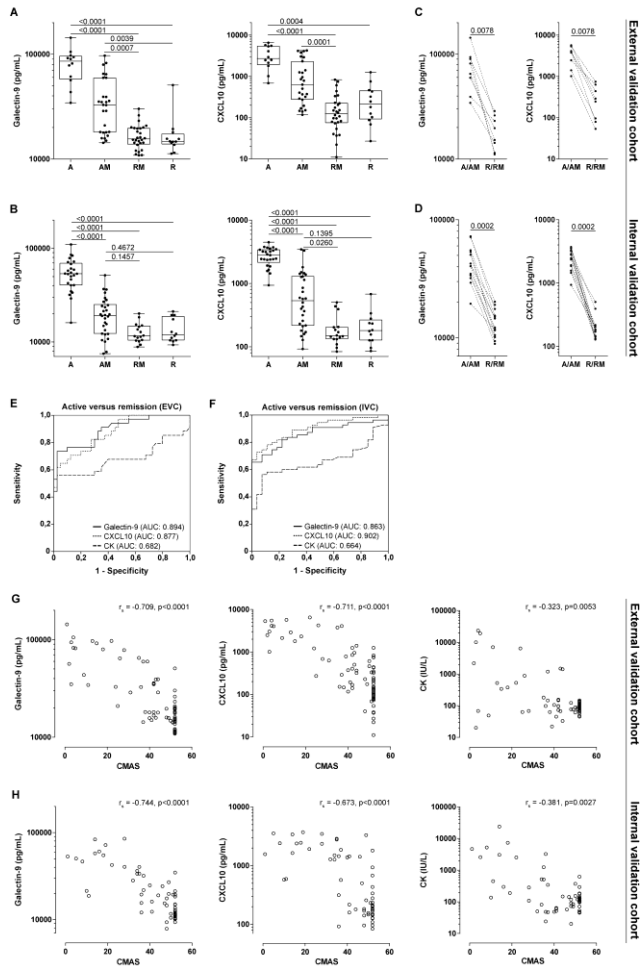 A
<0.0001
<0.0001
0.0039
0.0007
Galectin-9 (pg/mL)
100000
10000
A AM RM R
0.0004
<0.0001
0.0001
CXCL10 (pg/mL)
10000
1000
100
10
A AM RM R
C
0.0078
Galectin-9 (pg/mL)
100000
10000
A/AM R/RM
0.0078
CXCL10 (pg/mL)
10000
1000
100
10
A/AM R/RM
External validation cohort
B
<0.0001
<0.0001
<0.0001
0.4672
0.1457
Galectin-9 (pg/mL)
100000
10000
A AM RM R
<0.0001
<0.0001
<0.0001
0.1395
0.0260
CXCL10 (pg/mL)
10000
1000
100
A AM RM R
D
0.0002
Galectin-9 (pg/mL)
100000
10000
A/AM R/RM
0.0002
CXCL10 (pg/mL)
10000
1000
100
A/AM R/RM
Internal validation cohort
E
Active versus remission (EVC)
Sensitivity
1,0
0,8
0,6
0,4
0,2
0
Galectin-9 (AUC: 0.894)
CXCL10 (AUC: 0.877)
CK (AUC: 0.682)
0 0,2 0,4 0,6 0,8 1,0
1 - Specificity
F
Active versus remission (IVC)
Sensitivity
1,0
0,8
0,6
0,4
0,2
0
Galectin-9 (AUC: 0.863)
CXCL10 (AUC: 0.902)
CK (AUC: 0.664)
0 0,2 0,4 0,6 0,8 1,0
1 - Specificity
G
rs = -0.709, p<0.0001
Galectin-9 (pg/mL)
100000
10000
0 20 40 60
CMAS
rs = -0.711, p<0.0001
CXCL10 (pg/mL)
10000
1000
100
10
0 20 40 60
CMAS
rs = -0.323, p=0.0053
CK (IU/L)
100000
10000
1000
100
10
0 20 40 60
CMAS
External validation cohort
H
rs = -0.744, p<0.0001
Galectin-9 (pg/mL)
100000
10000
0 20 40 60
CMAS
rs = -0.673, p<0.0001
CXCL10 (pg/mL)
10000
1000
100
0 20 40 60
CMAS
rs = -0.381, p=0.0027
CK (IU/L)
100000
10000
1000
100
10
0 20 40 60
CMAS
Internal validation cohort